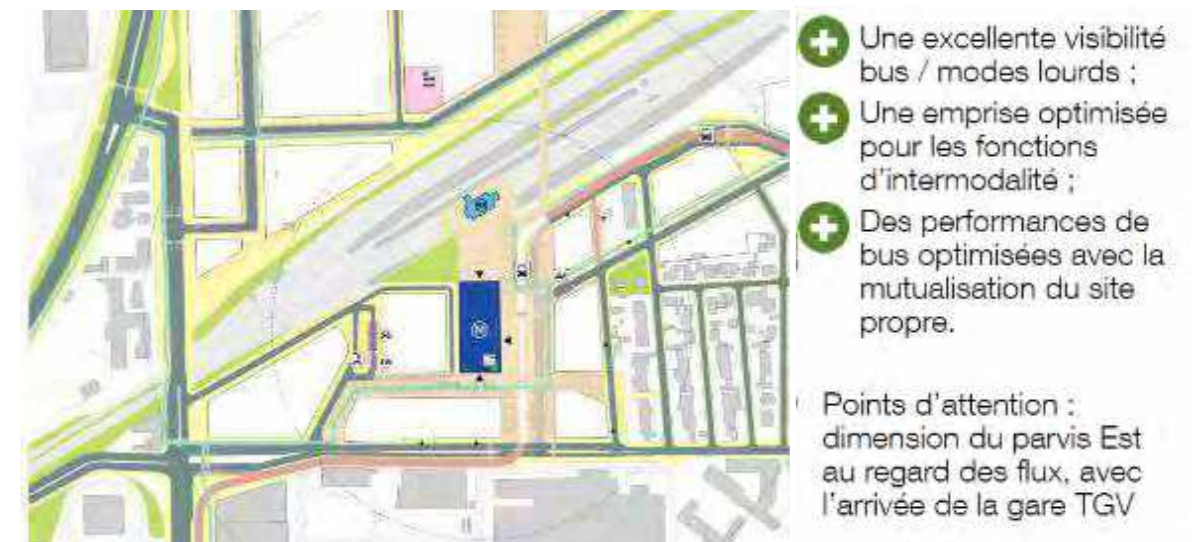 Une excellente visibilité
bus / modes lourds ;
Une emprise optimisée
pour les fonctions
d'intermodalité ;
Des performances de
bus optimisées avec la
mutualisation du site
propre.
Points d'attention :
dimension du parvis Est
au regard des flux, avec
l'arrivée de la gare TGV
M